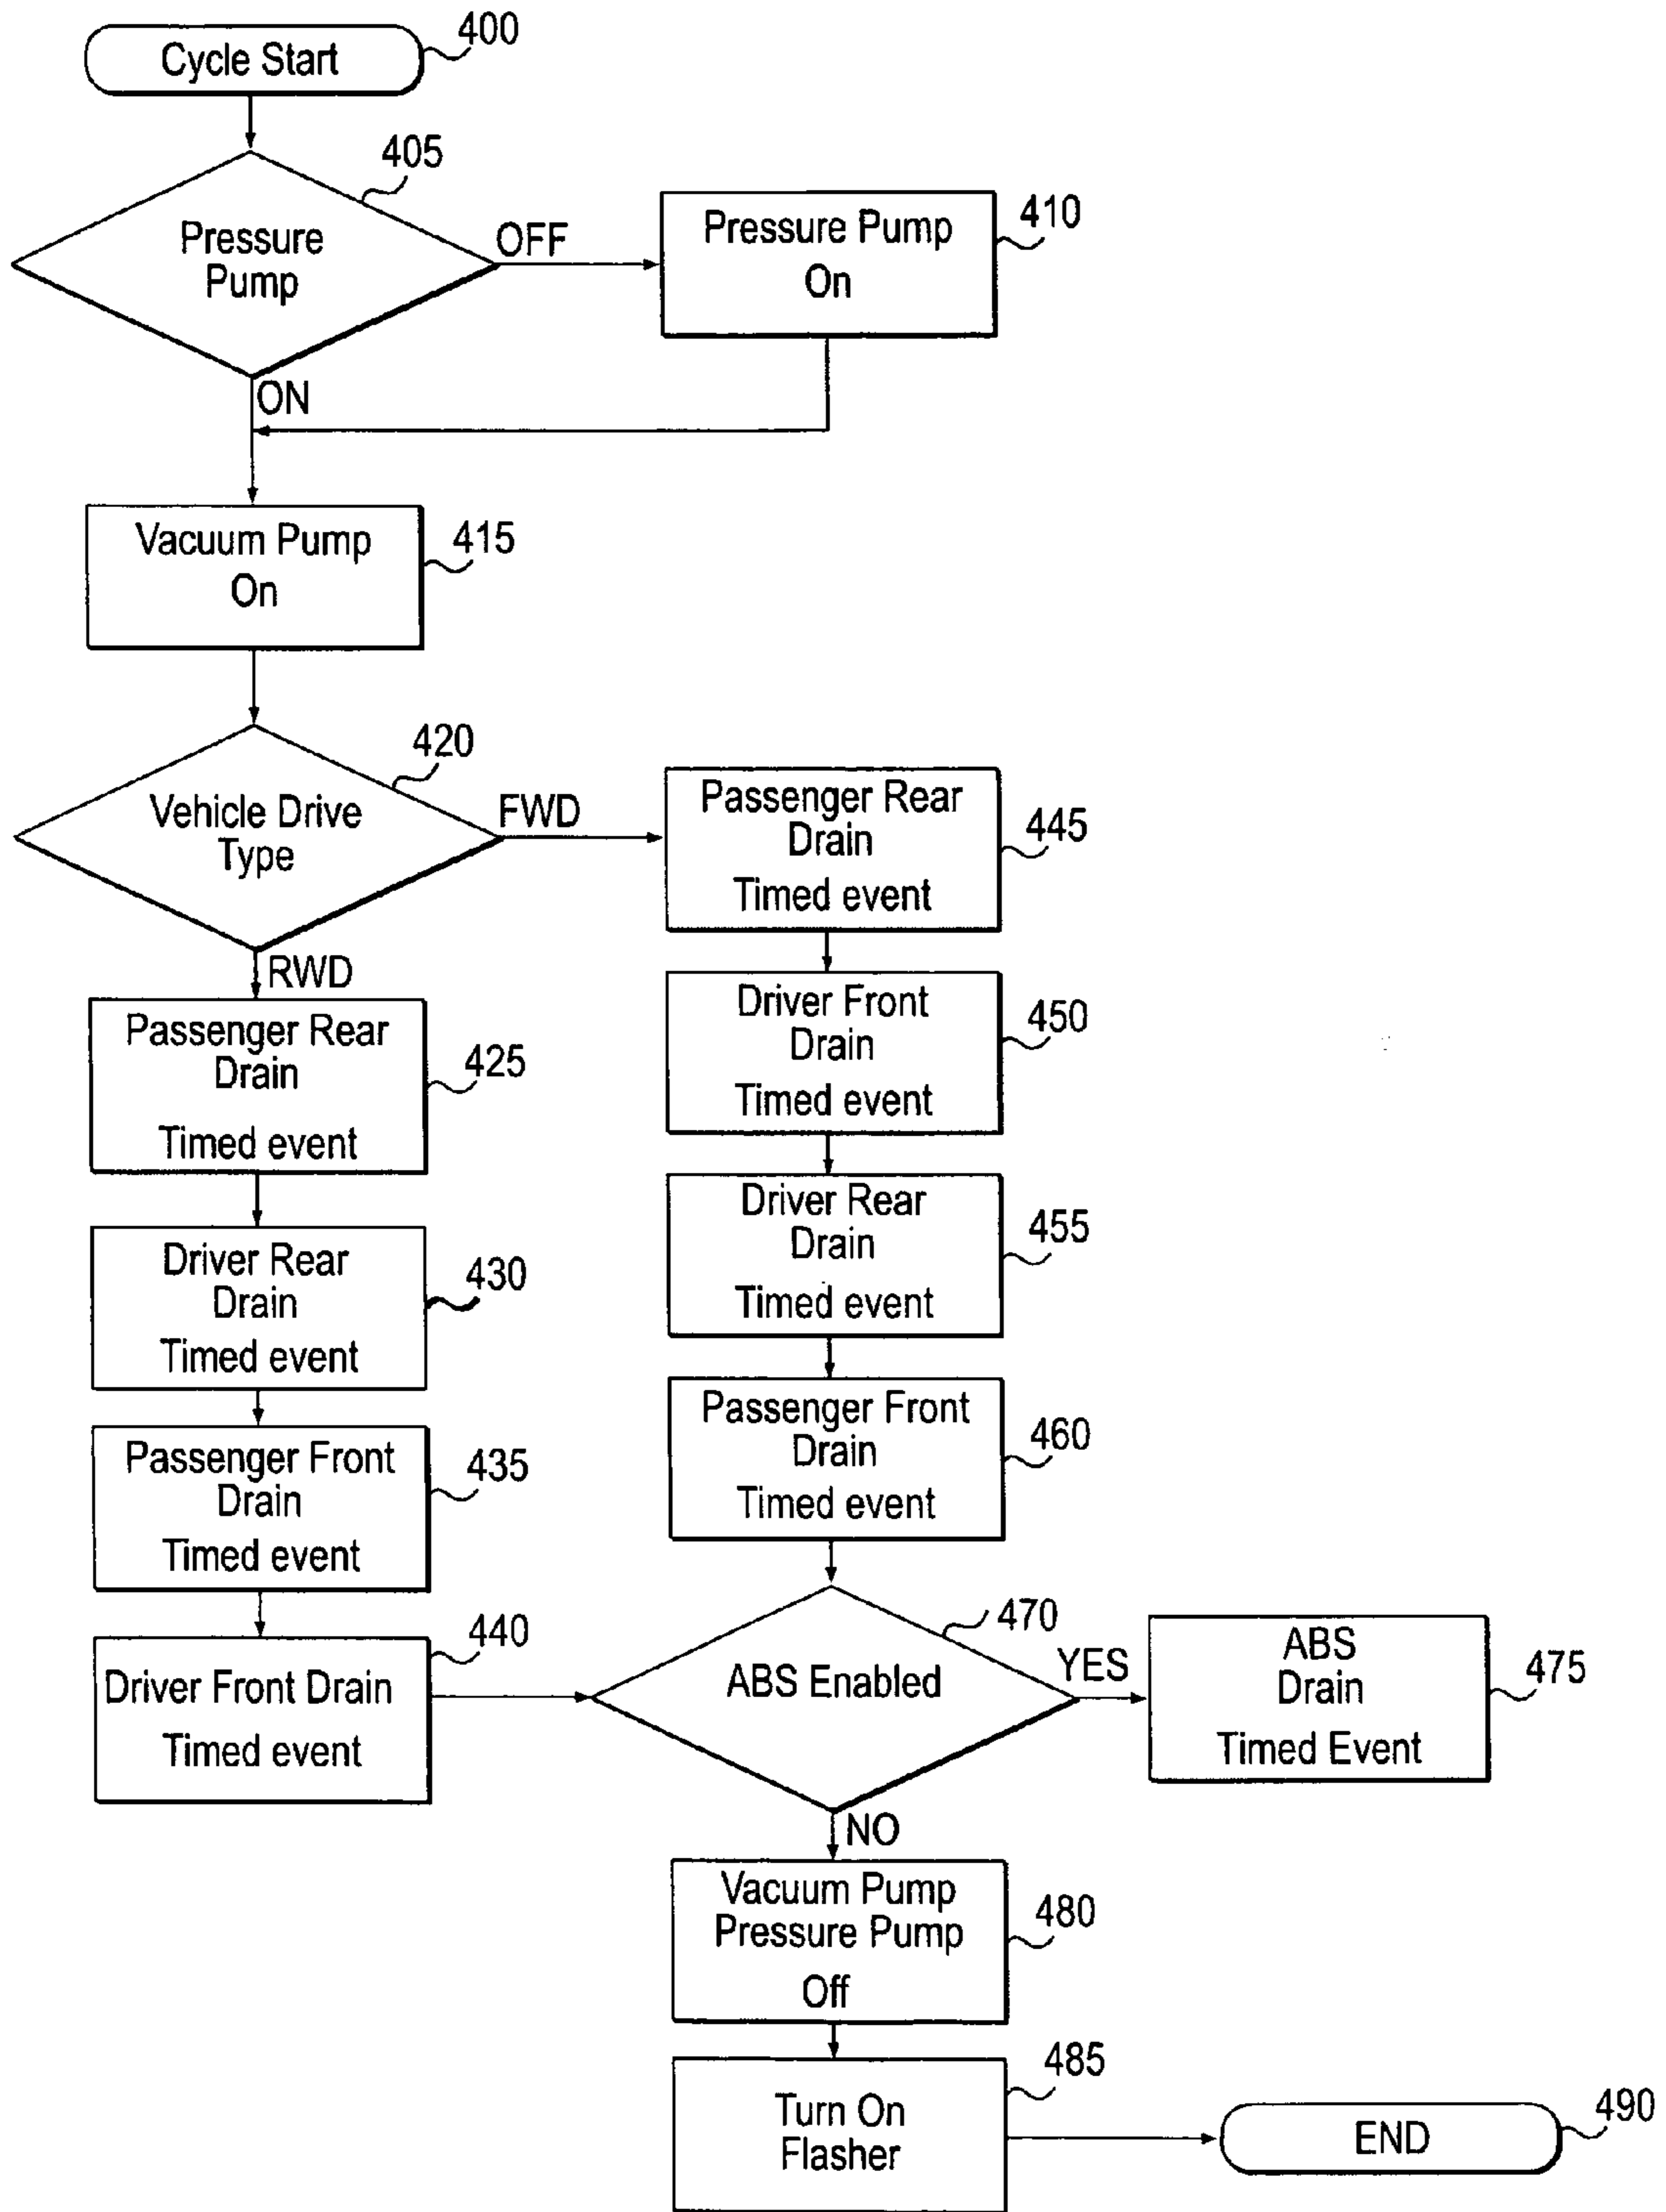 Cycle Start
400
405
Pressure
Pump
OFF
Pressure Pump
On
410
ON
Vacuum Pump
On
415
420
Vehicle Drive
Type
FWD
RWD
Passenger Rear
Drain
Timed event
425
Driver Rear
Drain
Timed event
430
Passenger Front
Drain
Timed event
435
Driver Front Drain
Timed event
440
Passenger Rear
Drain
Timed event
445
Driver Front
Drain
Timed event
450
Driver Rear
Drain
Timed event
455
Passenger Front
Drain
Timed event
460
ABS Enabled
470
YES
ABS
Drain
Timed Event
475
NO
Vacuum Pump
Pressure Pump
Off
480
Turn On
Flasher
485
END
490